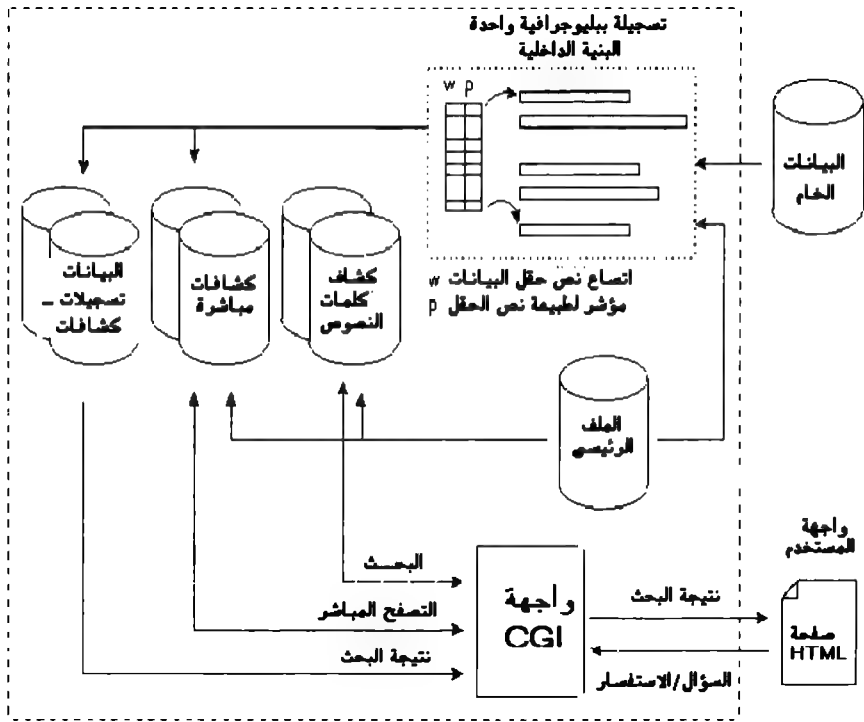 تسجيلة ببليوجرافية واحدة
البنية الداخلية
w p
البيانات
الخام
البيانات
تسجيلات –
كشافات
كشافات
مباشرة
كشاف
كلمات
النصوص
اتساع نص حقل البيانات w
مؤشر لطبيعة نص الحقل p
الملف
الرئيسى
واجهة
المستخدم
البحث
التصفح المباشر
نتيجة البحث
واجهة
CGI
نتيجة البحث
السؤال/الاستفسار
صفحة
HTML